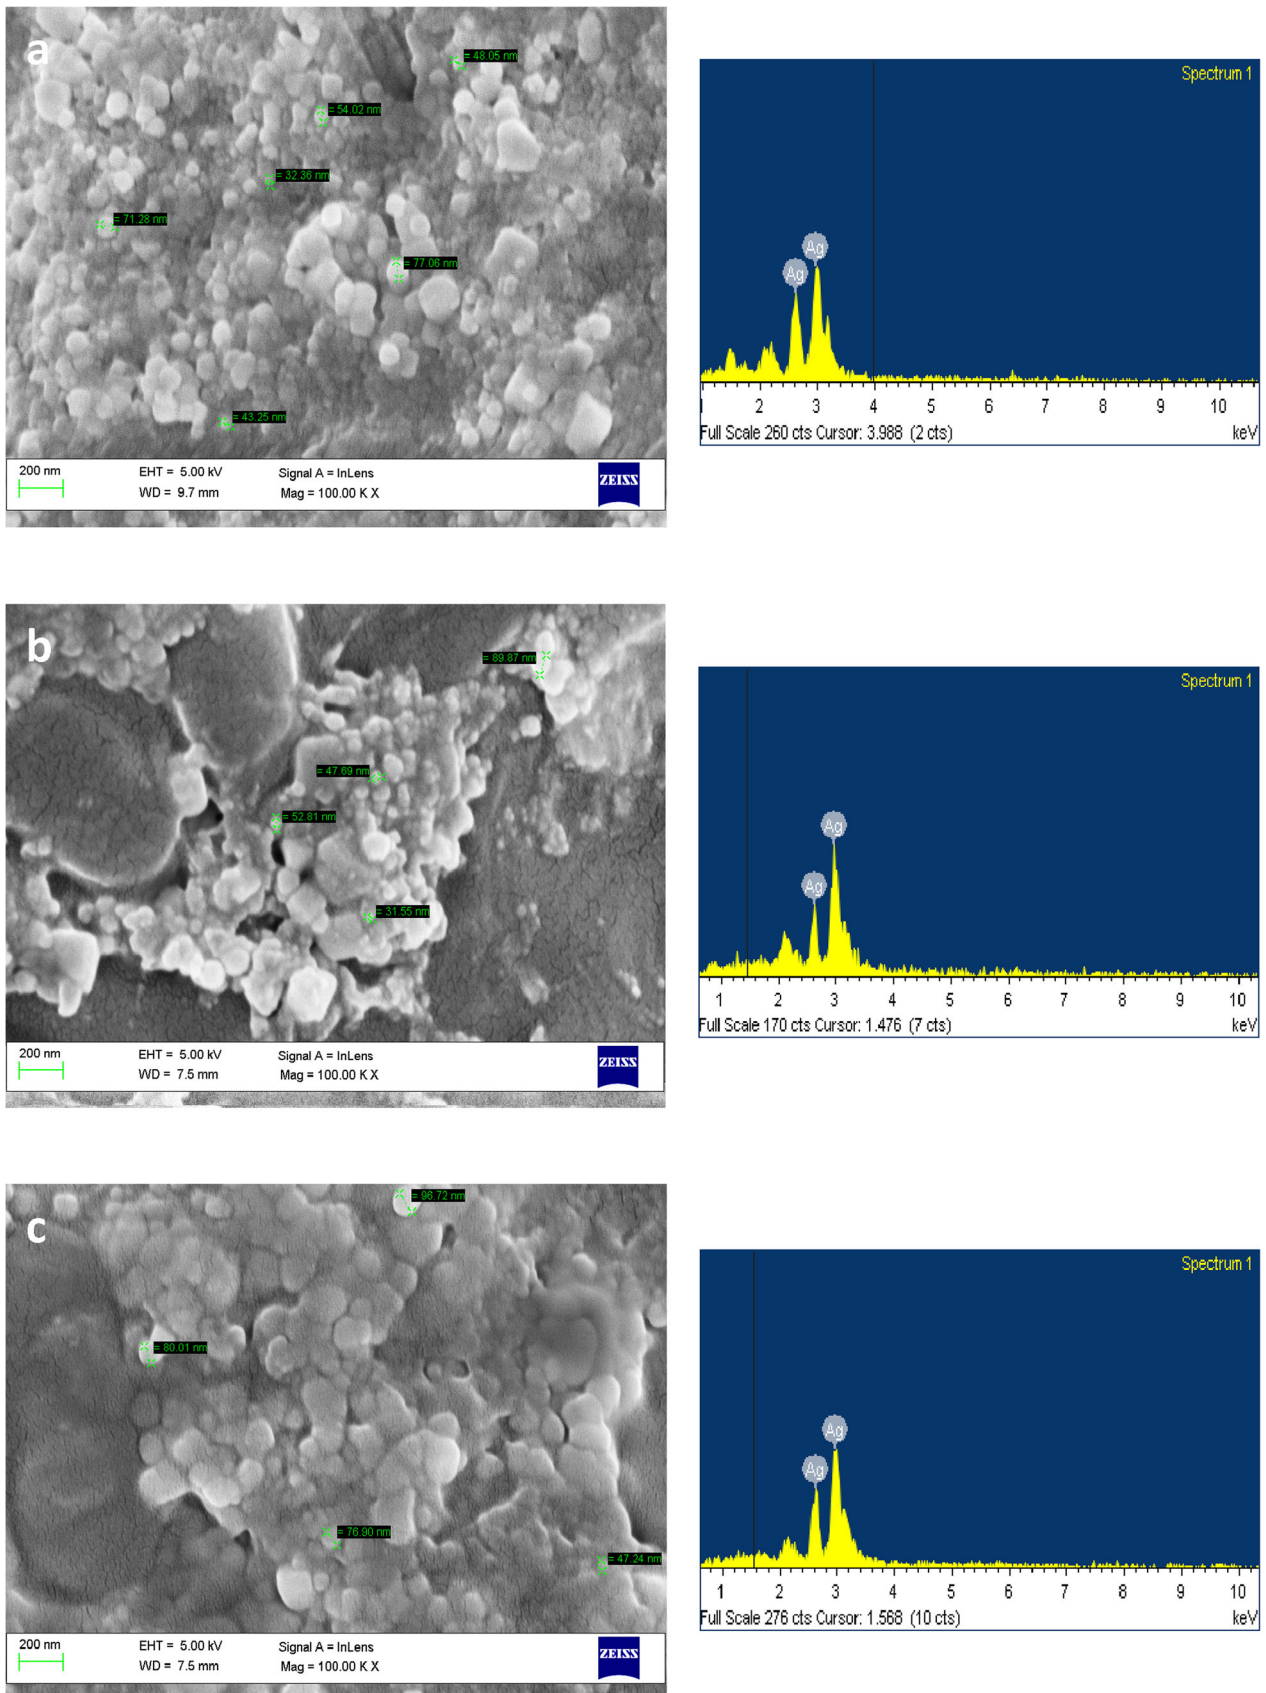 a
= 48.05 nm
= 54.02 nm
= 32.36 nm
= 71.28 nm
= 77.06 nm
= 43.25 nm
200 nm
EHT = 5.00 kV
Signal A = InLens
WD = 9.7 mm
Mag = 100.00 K X
ZEISS
Spectrum 1
Ag
Ag
1 2 3 4 5 6 7 8 9 10
Full Scale 260 cts Cursor: 3.988 (2 cts)
keV
b
= 89.87 nm
= 47.69 nm
= 52.81 nm
= 31.55 nm
200 nm
EHT = 5.00 kV
Signal A = InLens
WD = 7.5 mm
Mag = 100.00 K X
ZEISS
Spectrum 1
Ag
Ag
1 2 3 4 5 6 7 8 9 10
Full Scale 170 cts Cursor: 1.476 (7 cts)
keV
c
= 96.72 nm
= 80.01 nm
= 76.90 nm
= 47.24 nm
200 nm
EHT = 5.00 kV
Signal A = InLens
WD = 7.5 mm
Mag = 100.00 K X
ZEISS
Spectrum 1
Ag
Ag
1 2 3 4 5 6 7 8 9 10
Full Scale 276 cts Cursor: 1.568 (10 cts)
keV